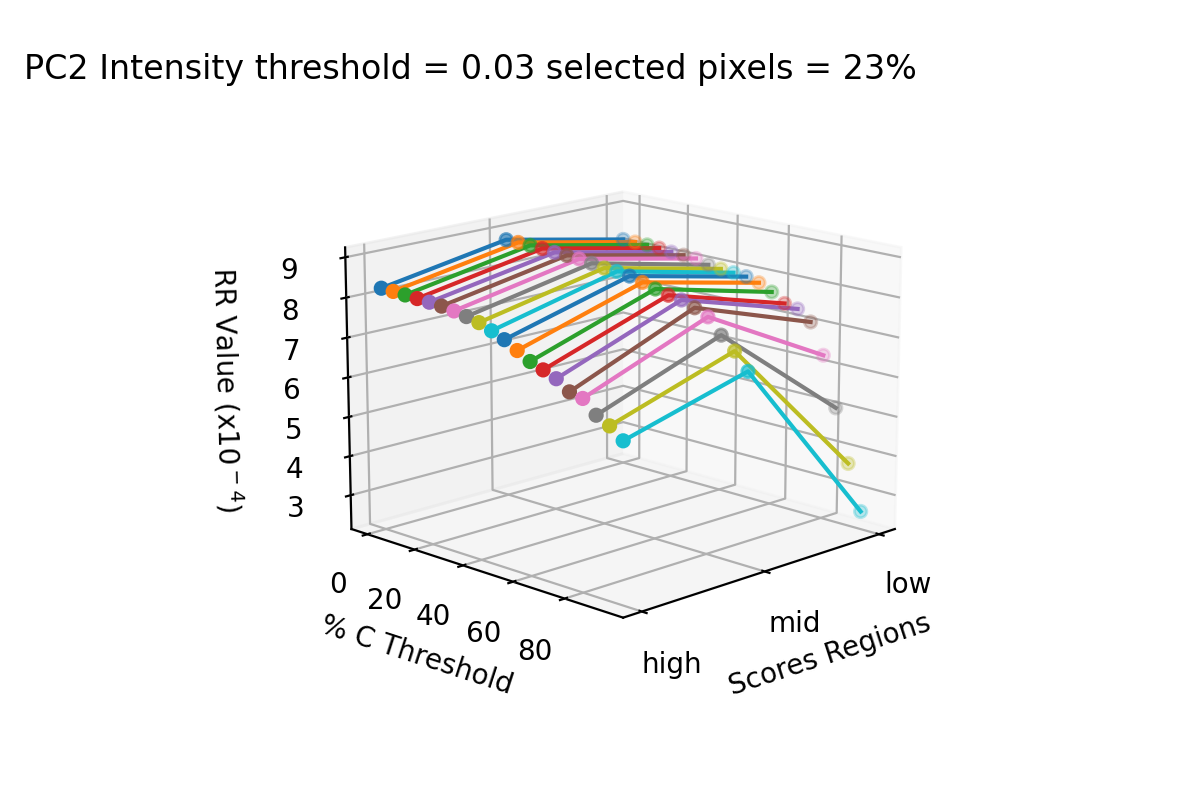 PC2 Intensity threshold = 0.03 selected pixels = 23%
RR Value (x10⁻⁴)
9
8
7
6
5
4
3
0
20
40
60
80
% C Threshold
high
mid
low
Scores Regions